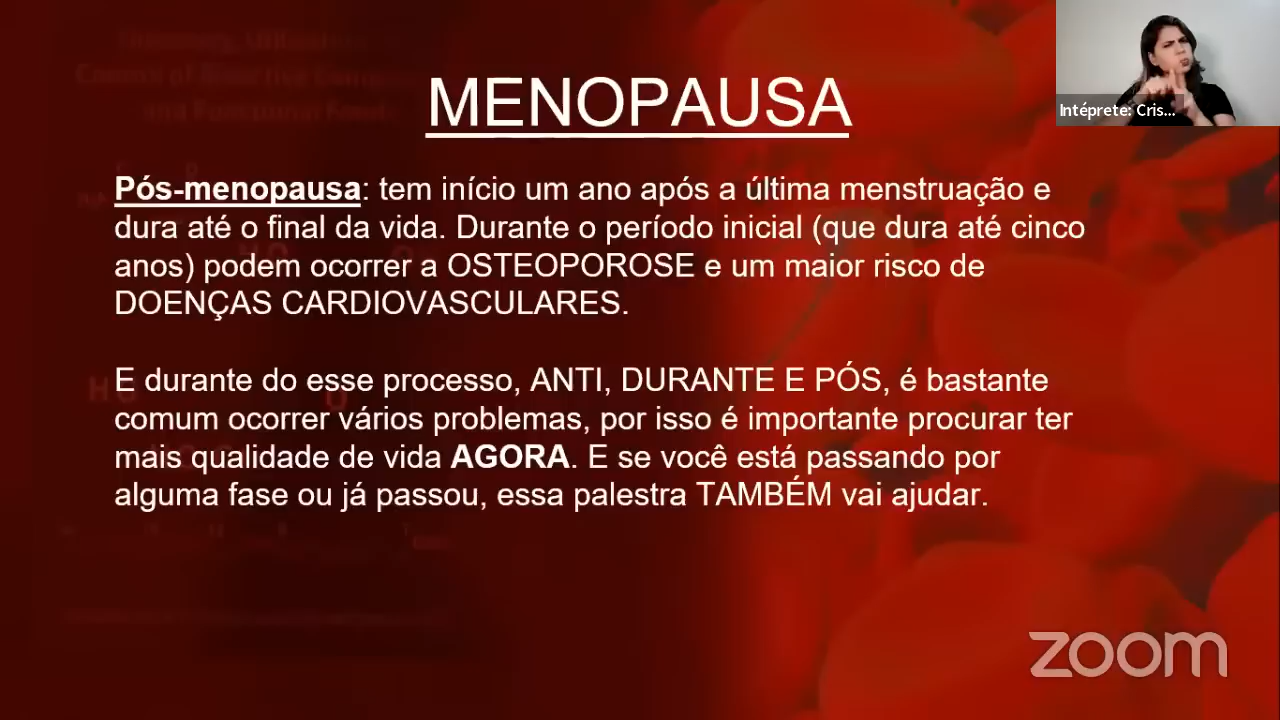 MENOPAUSA
Intéprete: Cris...
Pós-menopausa: tem início um ano após a última menstruação e
dura até o final da vida. Durante o período inicial (que dura até cinco
anos) podem ocorrer a OSTEOPOROSE e um maior risco de
DOENÇAS CARDIOVASCULARES.
E durante do esse processo, ANTI, DURANTE E PÓS, é bastante
comum ocorrer vários problemas, por isso é importante procurar ter
mais qualidade de vida AGORA. E se você está passando por
alguma fase ou já passou, essa palestra TAMBÉM vai ajudar.
zoom